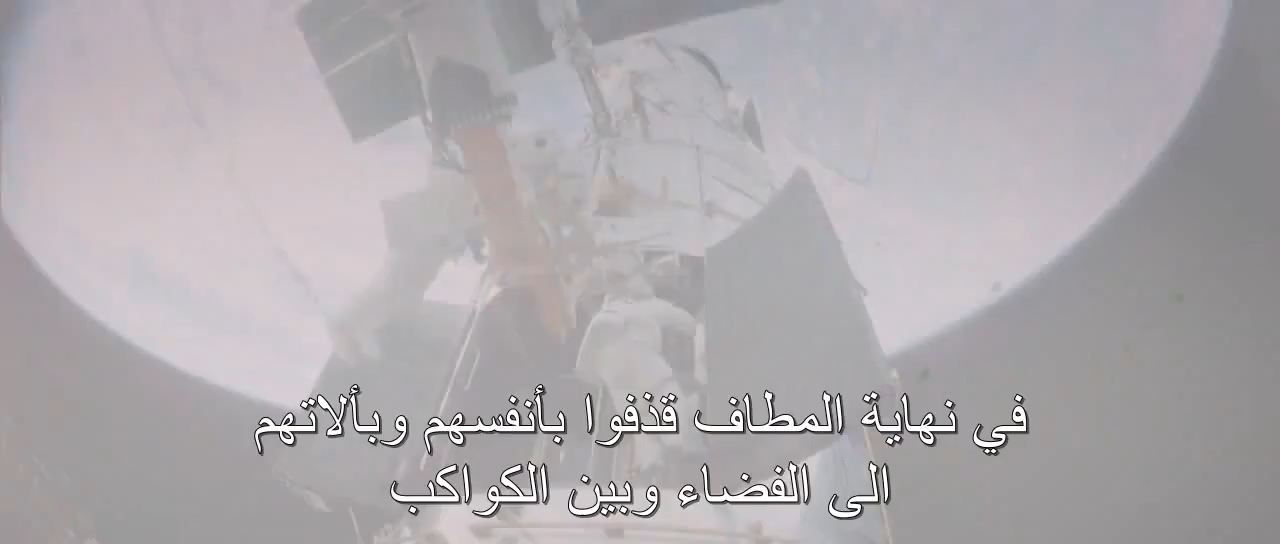 في نهاية المطاف قذفوا بأنفسهم وبألاتهم
الى الفضاء وبين الكواكب